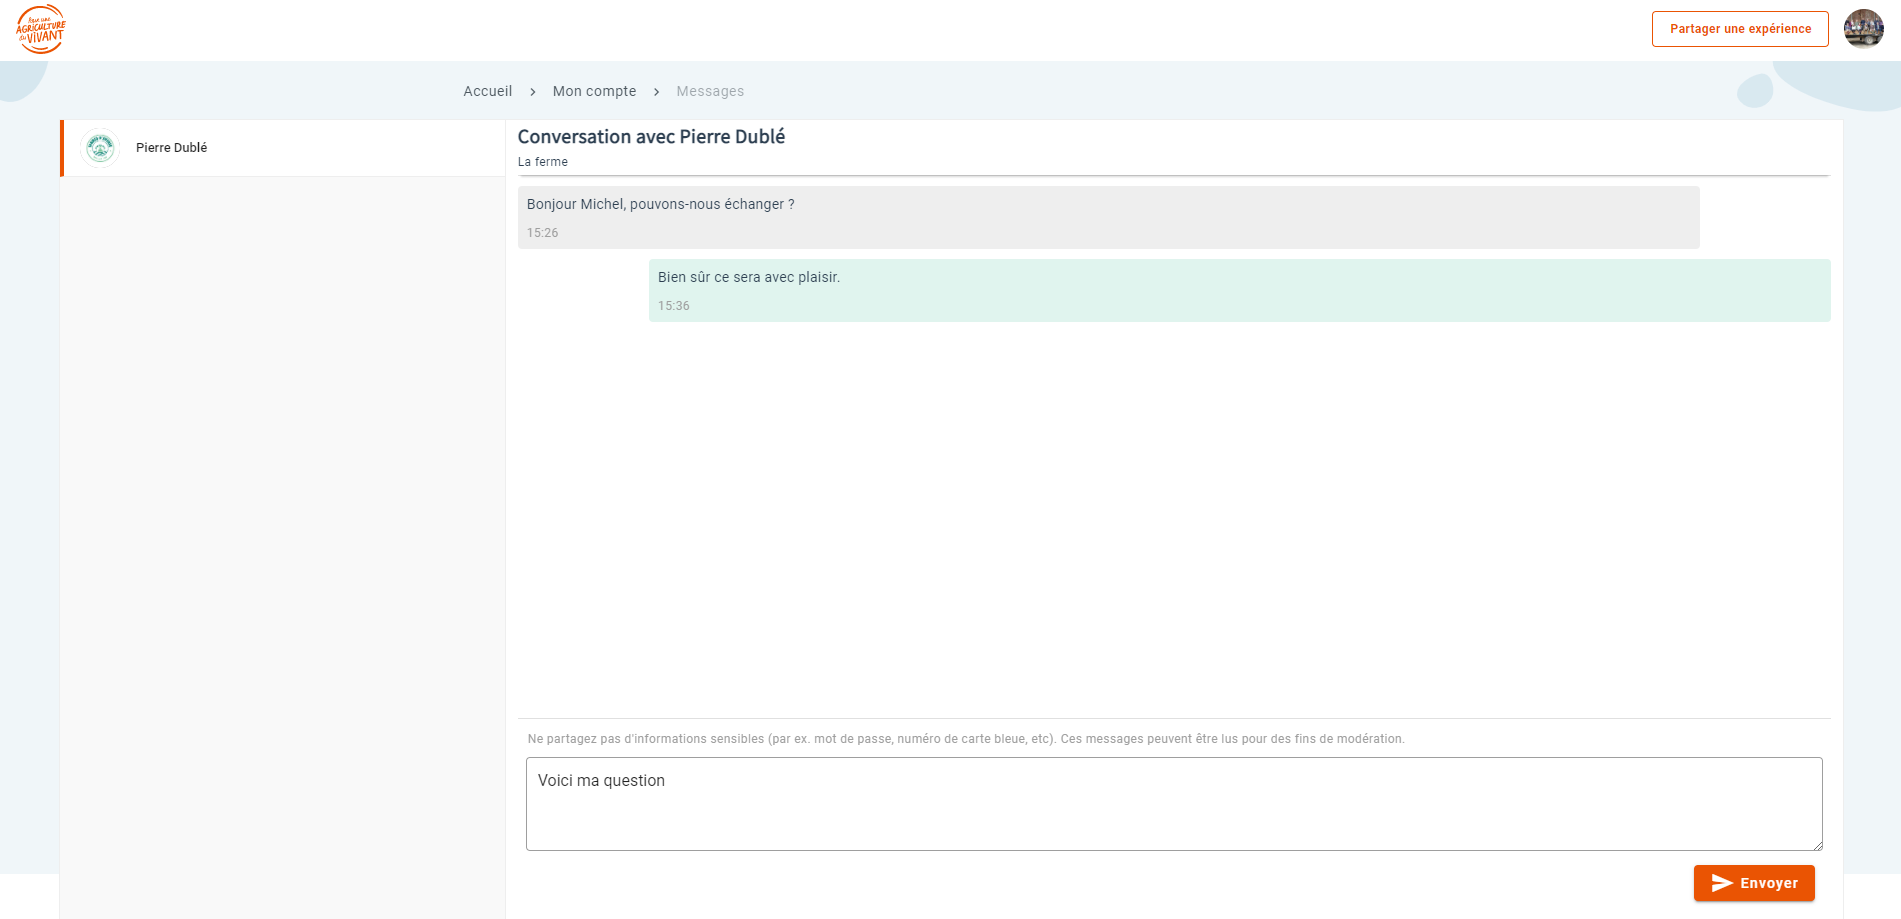 Pour une
AGRICULTURE
du VIVANT
Partager une expérience
Accueil > Mon compte > Messages
Pierre Dublé
Conversation avec Pierre Dublé
La ferme
Bonjour Michel, pouvons-nous échanger ?
15:26
Bien sûr ce sera avec plaisir.
15:36
Ne partagez pas d'informations sensibles (par ex. mot de passe, numéro de carte bleue, etc). Ces messages peuvent être lus pour des fins de modération.
Voici ma question
Envoyer